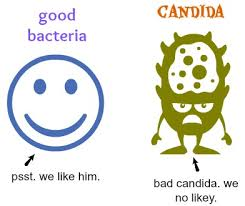 good
bacteria
CANDIDA
psst. we like him.
bad candida. we
no likey.